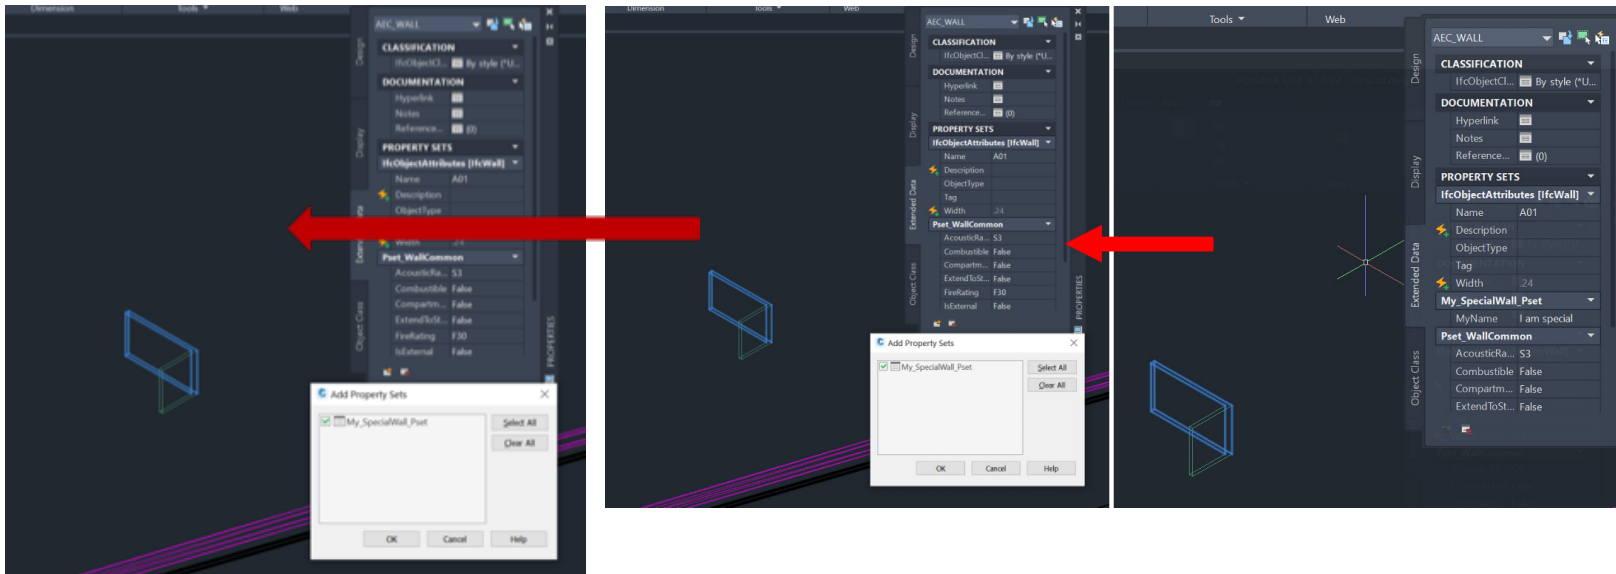 Dimension
Tools
Web
AEC_WALL
CLASSIFICATION
IfcObjectCl... By style (*U...
DOCUMENTATION
Hyperlink
Notes
Reference... (0)
PROPERTY SETS
IfcObjectAttributes [IfcWall]
Name A01
Description
ObjectType
Width .24
Pset_WallCommon
AcousticRa... S3
Combustible False
Compartm... False
ExtendToSt... False
FireRating F30
IsExternal False
Design
Display
Extended Data
Object Class
PROPERTIES
Add Property Sets
My_SpecialWall_Pset
Select All
Clear All
OK
Cancel
Help
Dimension
Tools
Web
AEC_WALL
CLASSIFICATION
IfcObjectCl... By style (*U...
DOCUMENTATION
Hyperlink
Notes
Reference... (0)
PROPERTY SETS
IfcObjectAttributes [IfcWall]
Name A01
Description
ObjectType
Tag
Width .24
Pset_WallCommon
AcousticRa... S3
Combustible False
Compartm... False
ExtendToSt... False
FireRating F30
IsExternal False
Design
Display
Extended Data
Object Class
PROPERTIES
Add Property Sets
My_SpecialWall_Pset
Select All
Clear All
OK
Cancel
Help
Tools
Web
AEC_WALL
CLASSIFICATION
IfcObjectCl... By style (*U...
DOCUMENTATION
Hyperlink
Notes
Reference... (0)
PROPERTY SETS
IfcObjectAttributes [IfcWall]
Name A01
Description
ObjectType
Tag
Width .24
My_SpecialWall_Pset
MyName I am special
Pset_WallCommon
AcousticRa... S3
Combustible False
Compartm... False
ExtendToSt... False
Design
Display
Extended Data
Object Class